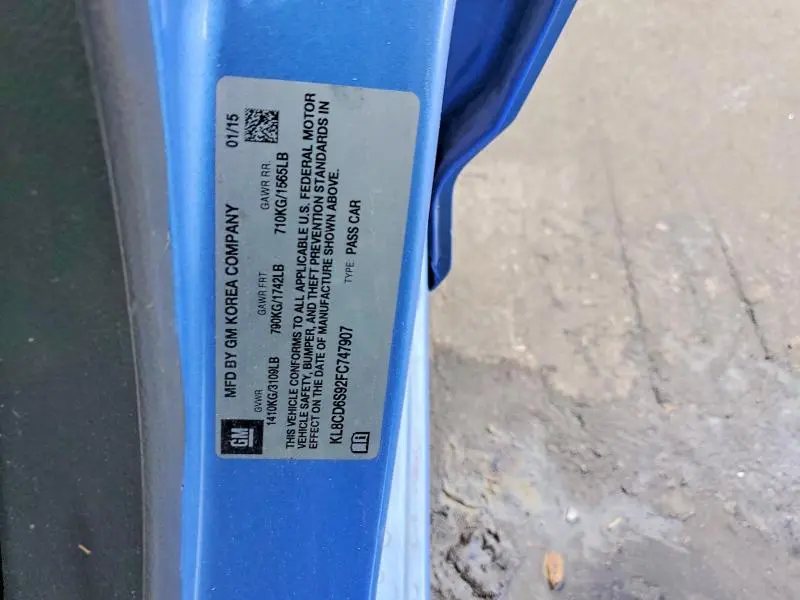 MFD BY GM KOREA COMPANY 01/15
GVWR GAWR FRT GAWR RR.
1410KG/3109LB 790KG/1742LB 710KG/1565LB
THIS VEHICLE CONFORMS TO ALL APPLICABLE U.S. FEDERAL MOTOR
VEHICLE SAFETY, BUMPER, AND THEFT PREVENTION STANDARDS IN
EFFECT ON THE DATE OF MANUFACTURE SHOWN ABOVE.
KL8CD6S92FC747907 TYPE: PASS CAR
GM